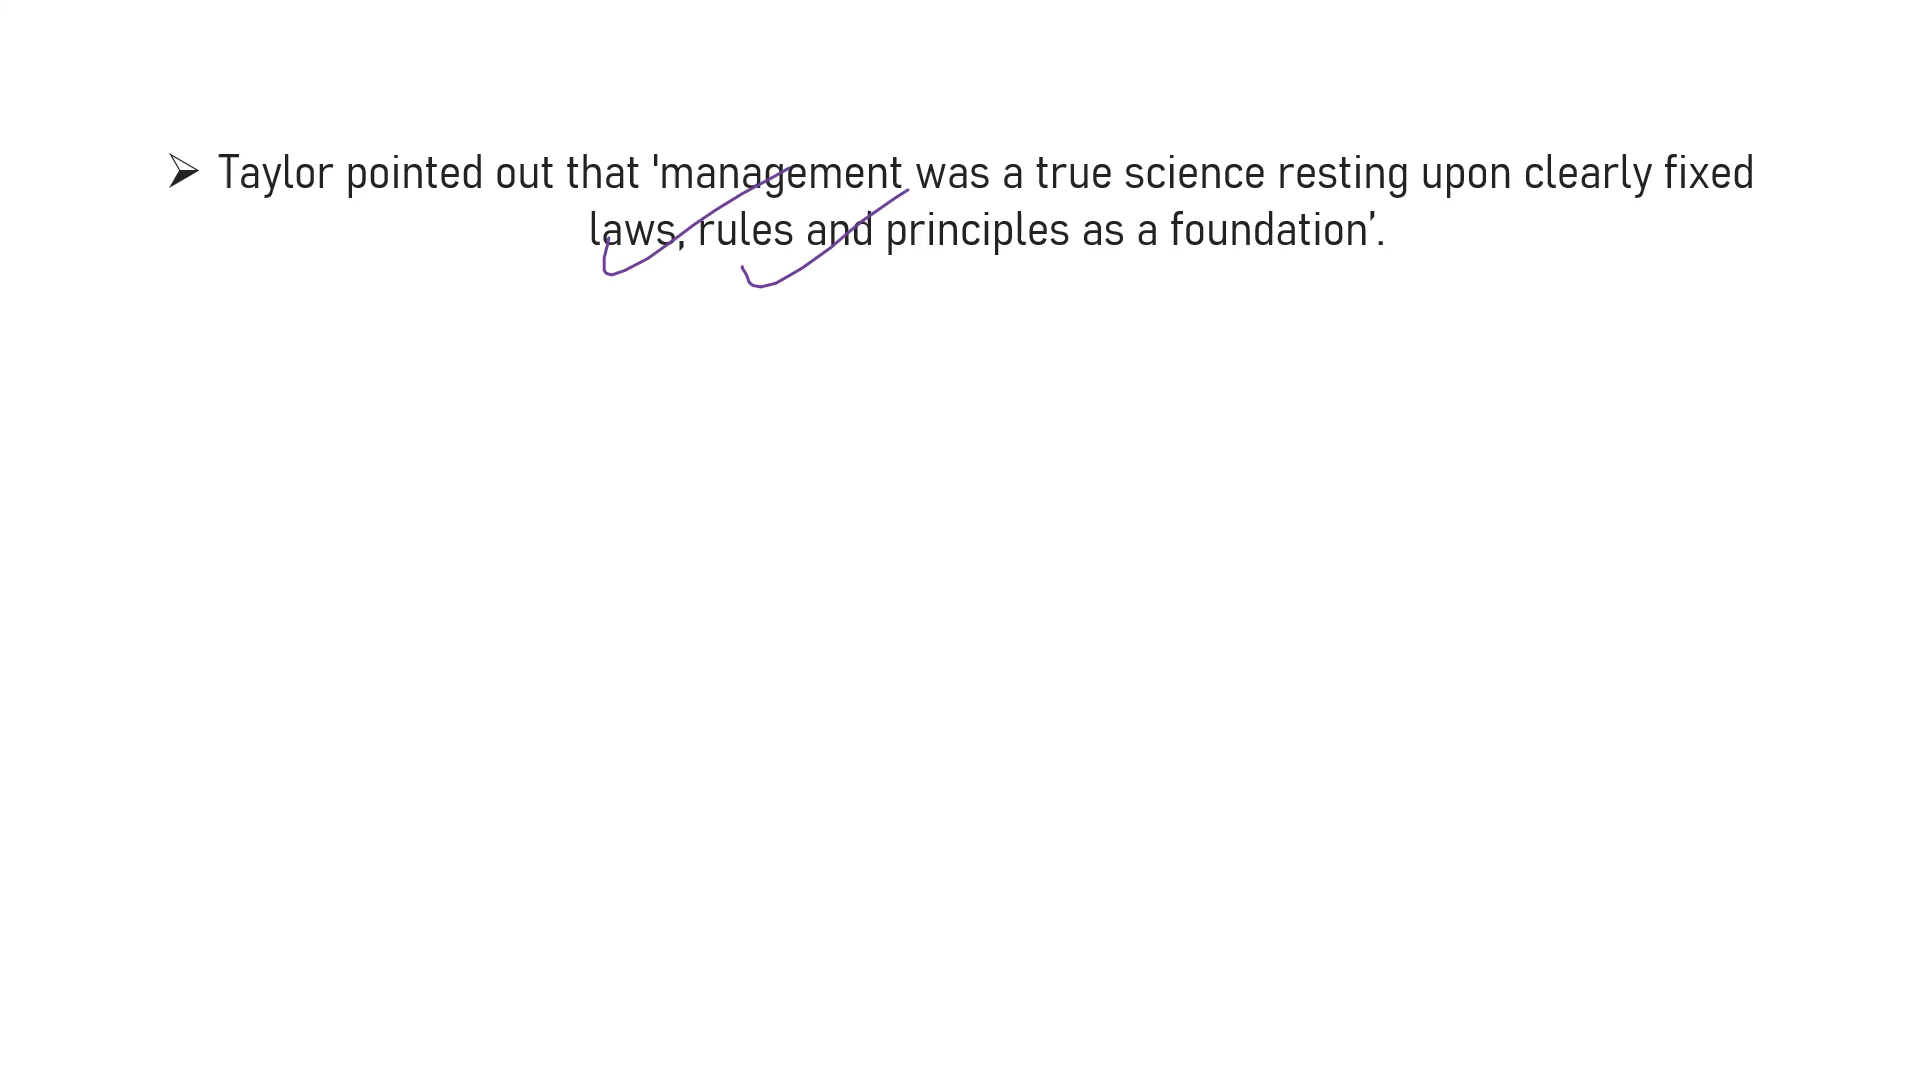 ➢ Taylor pointed out that 'management was a true science resting upon clearly fixed
laws, rules and principles as a foundation’.